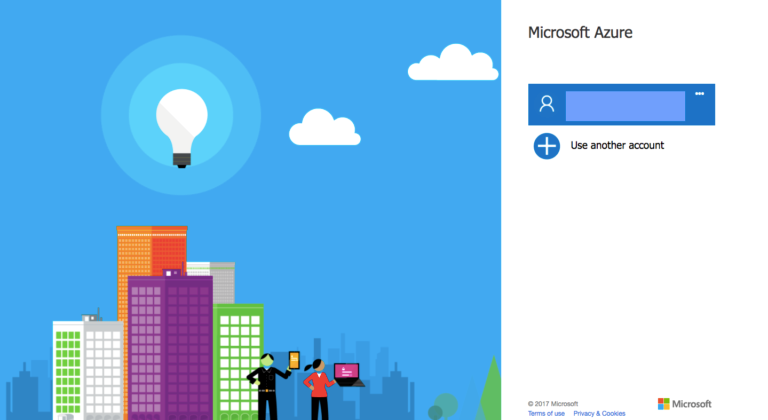 Microsoft Azure
Use another account
© 2017 Microsoft
Terms of use Privacy & Cookies
Microsoft